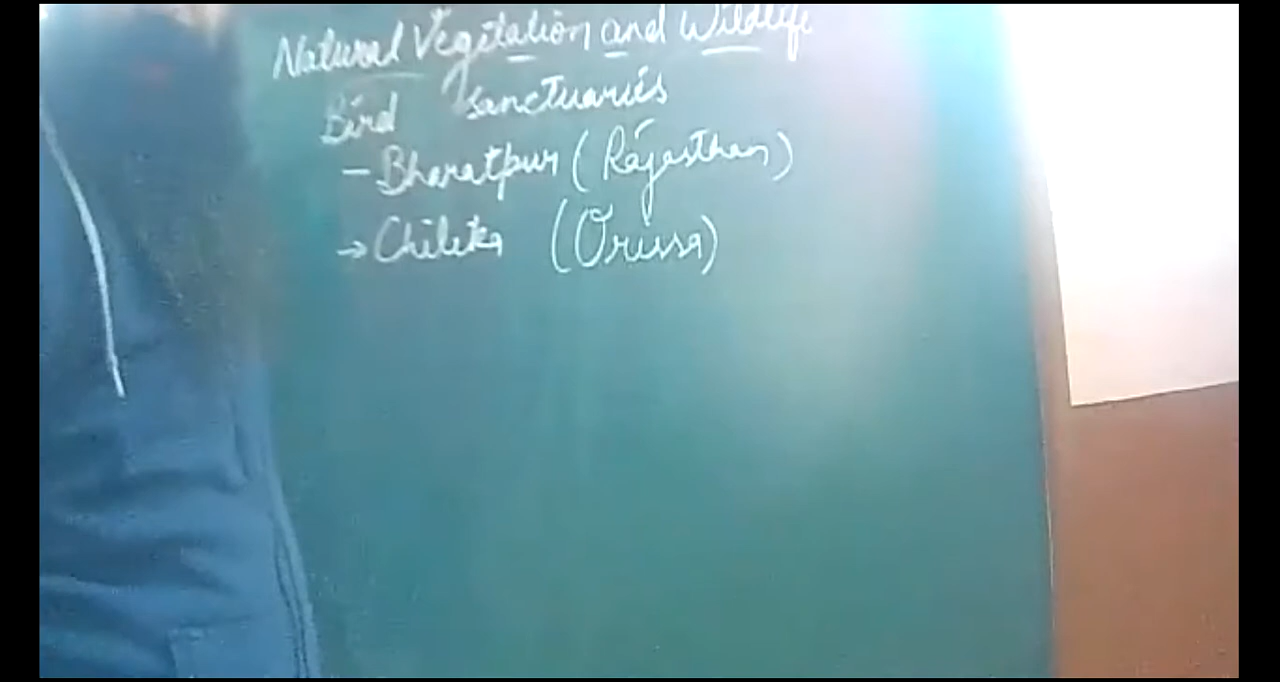 Natural Vegitation and Wildlife
Bird Sanctuaries
- Bharatpur (Rajasthan)
→ Chilika (Orissa)